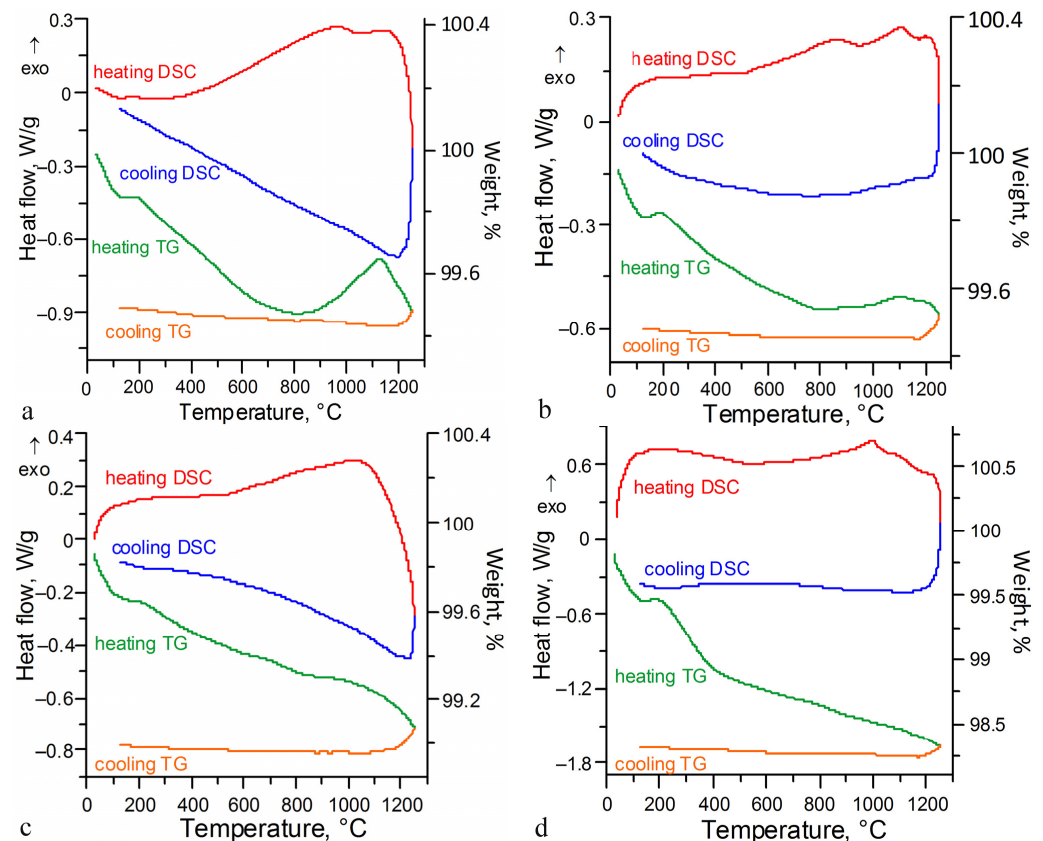 0.3
0
−0.3
−0.6
−0.9
exo →
Heat flow, W/g
heating DSC
cooling DSC
heating TG
cooling TG
100.4
100
99.6
Weight, %
0 200 400 600 800 1000 1200
Temperature, °C
a
0.3
0
−0.3
−0.6
exo →
Heat flow, W/g
heating DSC
cooling DSC
heating TG
cooling TG
100.4
100
99.6
Weight, %
0 200 400 600 800 1000 1200
Temperature, °C
b
0.4
0.2
0
−0.2
−0.4
−0.6
−0.8
exo →
Heat flow, W/g
heating DSC
cooling DSC
heating TG
cooling TG
100.4
100
99.6
99.2
Weight, %
0 200 400 600 800 1000 1200
Temperature, °C
c
0.6
0
−0.6
−1.2
−1.8
exo →
Heat flow, W/g
heating DSC
cooling DSC
heating TG
cooling TG
100.5
100
99.5
99
98.5
Weight, %
0 200 400 600 800 1000 1200
Temperature, °C
d